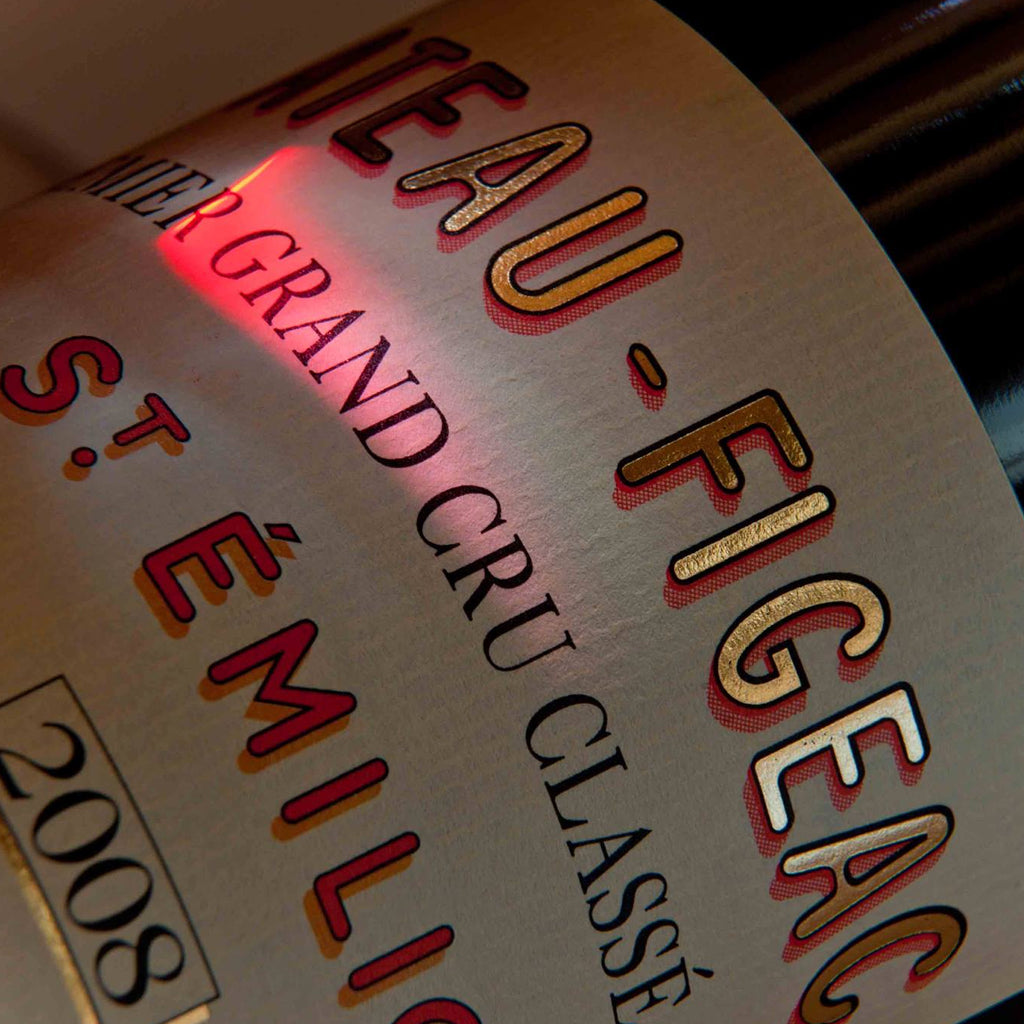 ATEAU-FIGEAC
MIER GRAND CRU CLASSÉ
ST. ÉMILIO
2008